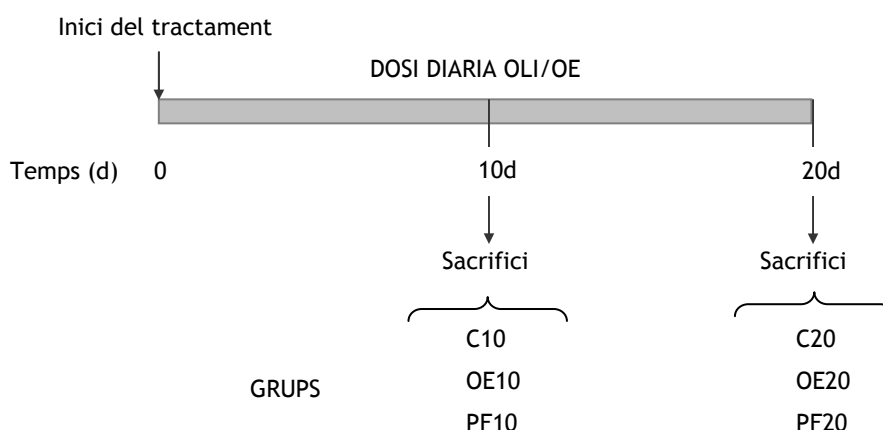 Inici del tractament
DOSI DIARIA OLI/OE
Temps (d) 0 10d 20d
Sacrifici Sacrifici
C10 C20
GRUPS OE10 OE20
PF10 PF20